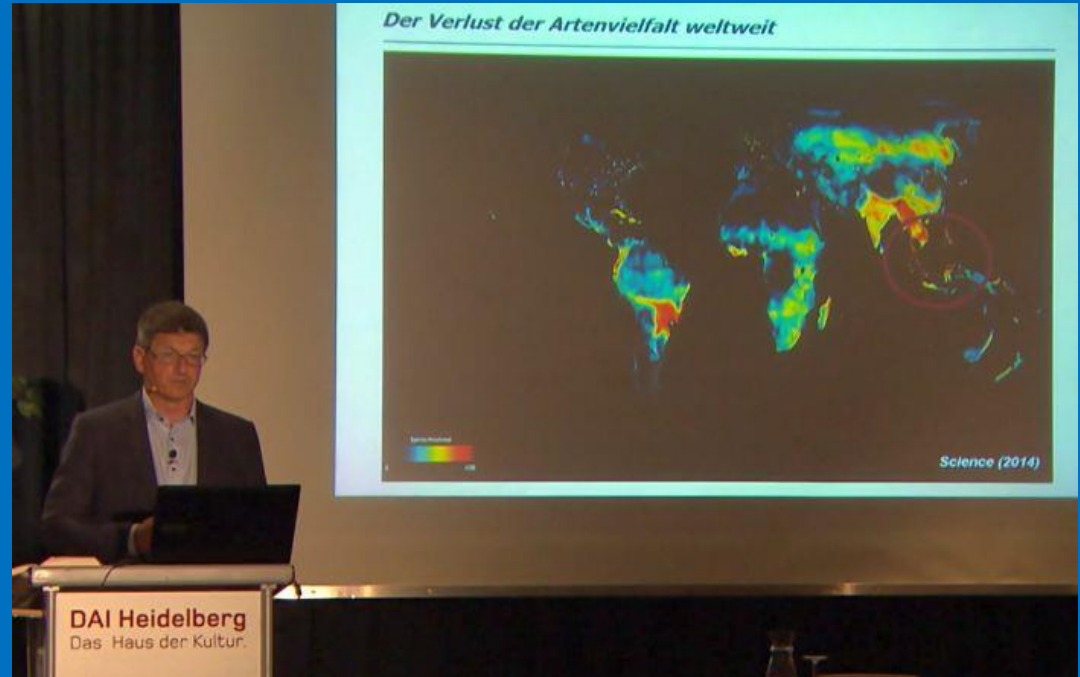 Der Verlust der Artenvielfalt weltweit
Science (2014)
DAI Heidelberg
Das Haus der Kultur.